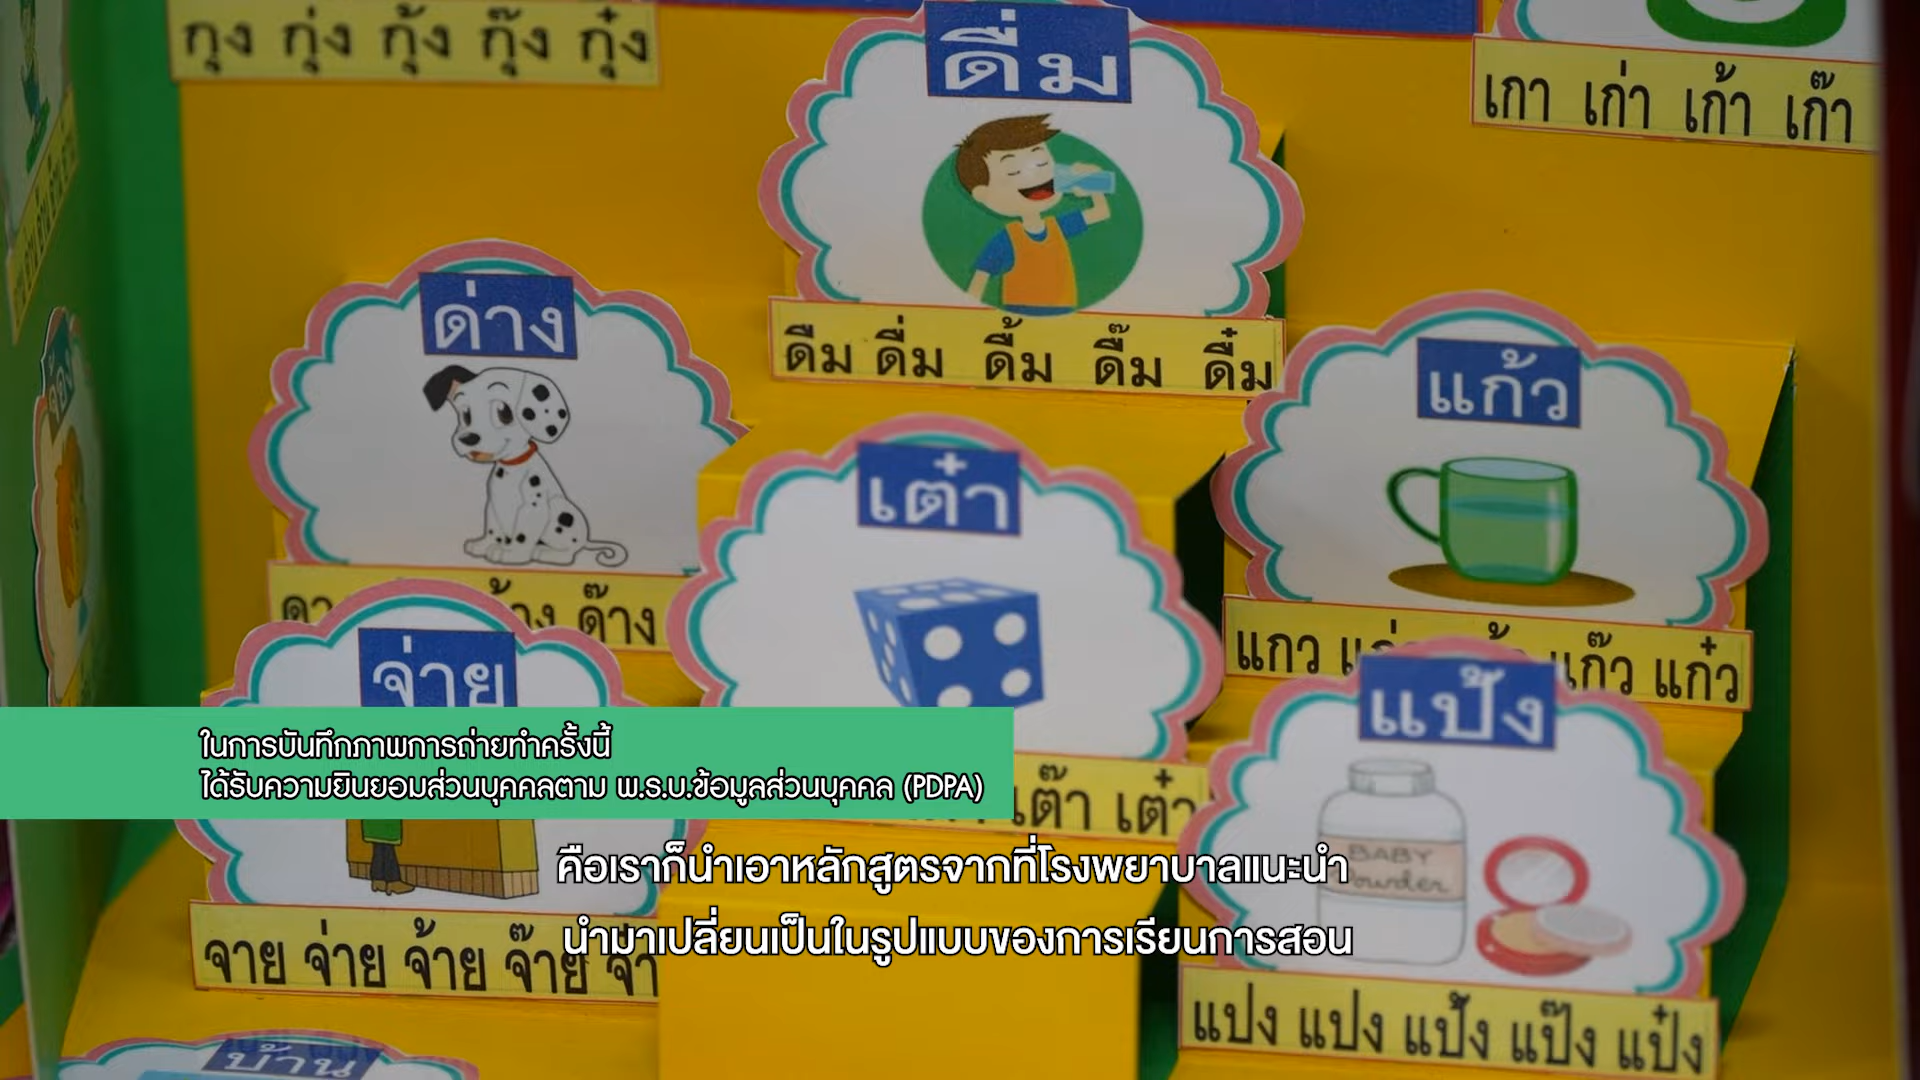 กุง กุ่ง กุ้ง กุ๊ง กุ๋ง
ดื่ม
เกา เก่า เก้า เก๊า
ดืม ดื่ม ดื้ม ดื๊ม ดื๋ม
ด่าง
แก้ว
เต๋า
ด๊าง
แกว แก๊ว แก๋ว
จ่าย
แป้ง
ในการบันทึกภาพการถ่ายทำครั้งนี้
ได้รับความยินยอมส่วนบุคคลตาม พ.ร.บ.ข้อมูลส่วนบุคคล (PDPA)
เต๊า เต๋า
BABY
Powder
คือเราก็นำเอาหลักสูตรจากที่โรงพยาบาลแนะนำ
นำมาเปลี่ยนเป็นในรูปแบบของการเรียนการสอน
จาย จ่าย จ้าย จ๊าย
แปง แปง แป้ง แป๊ง แป๋ง
บ้าน